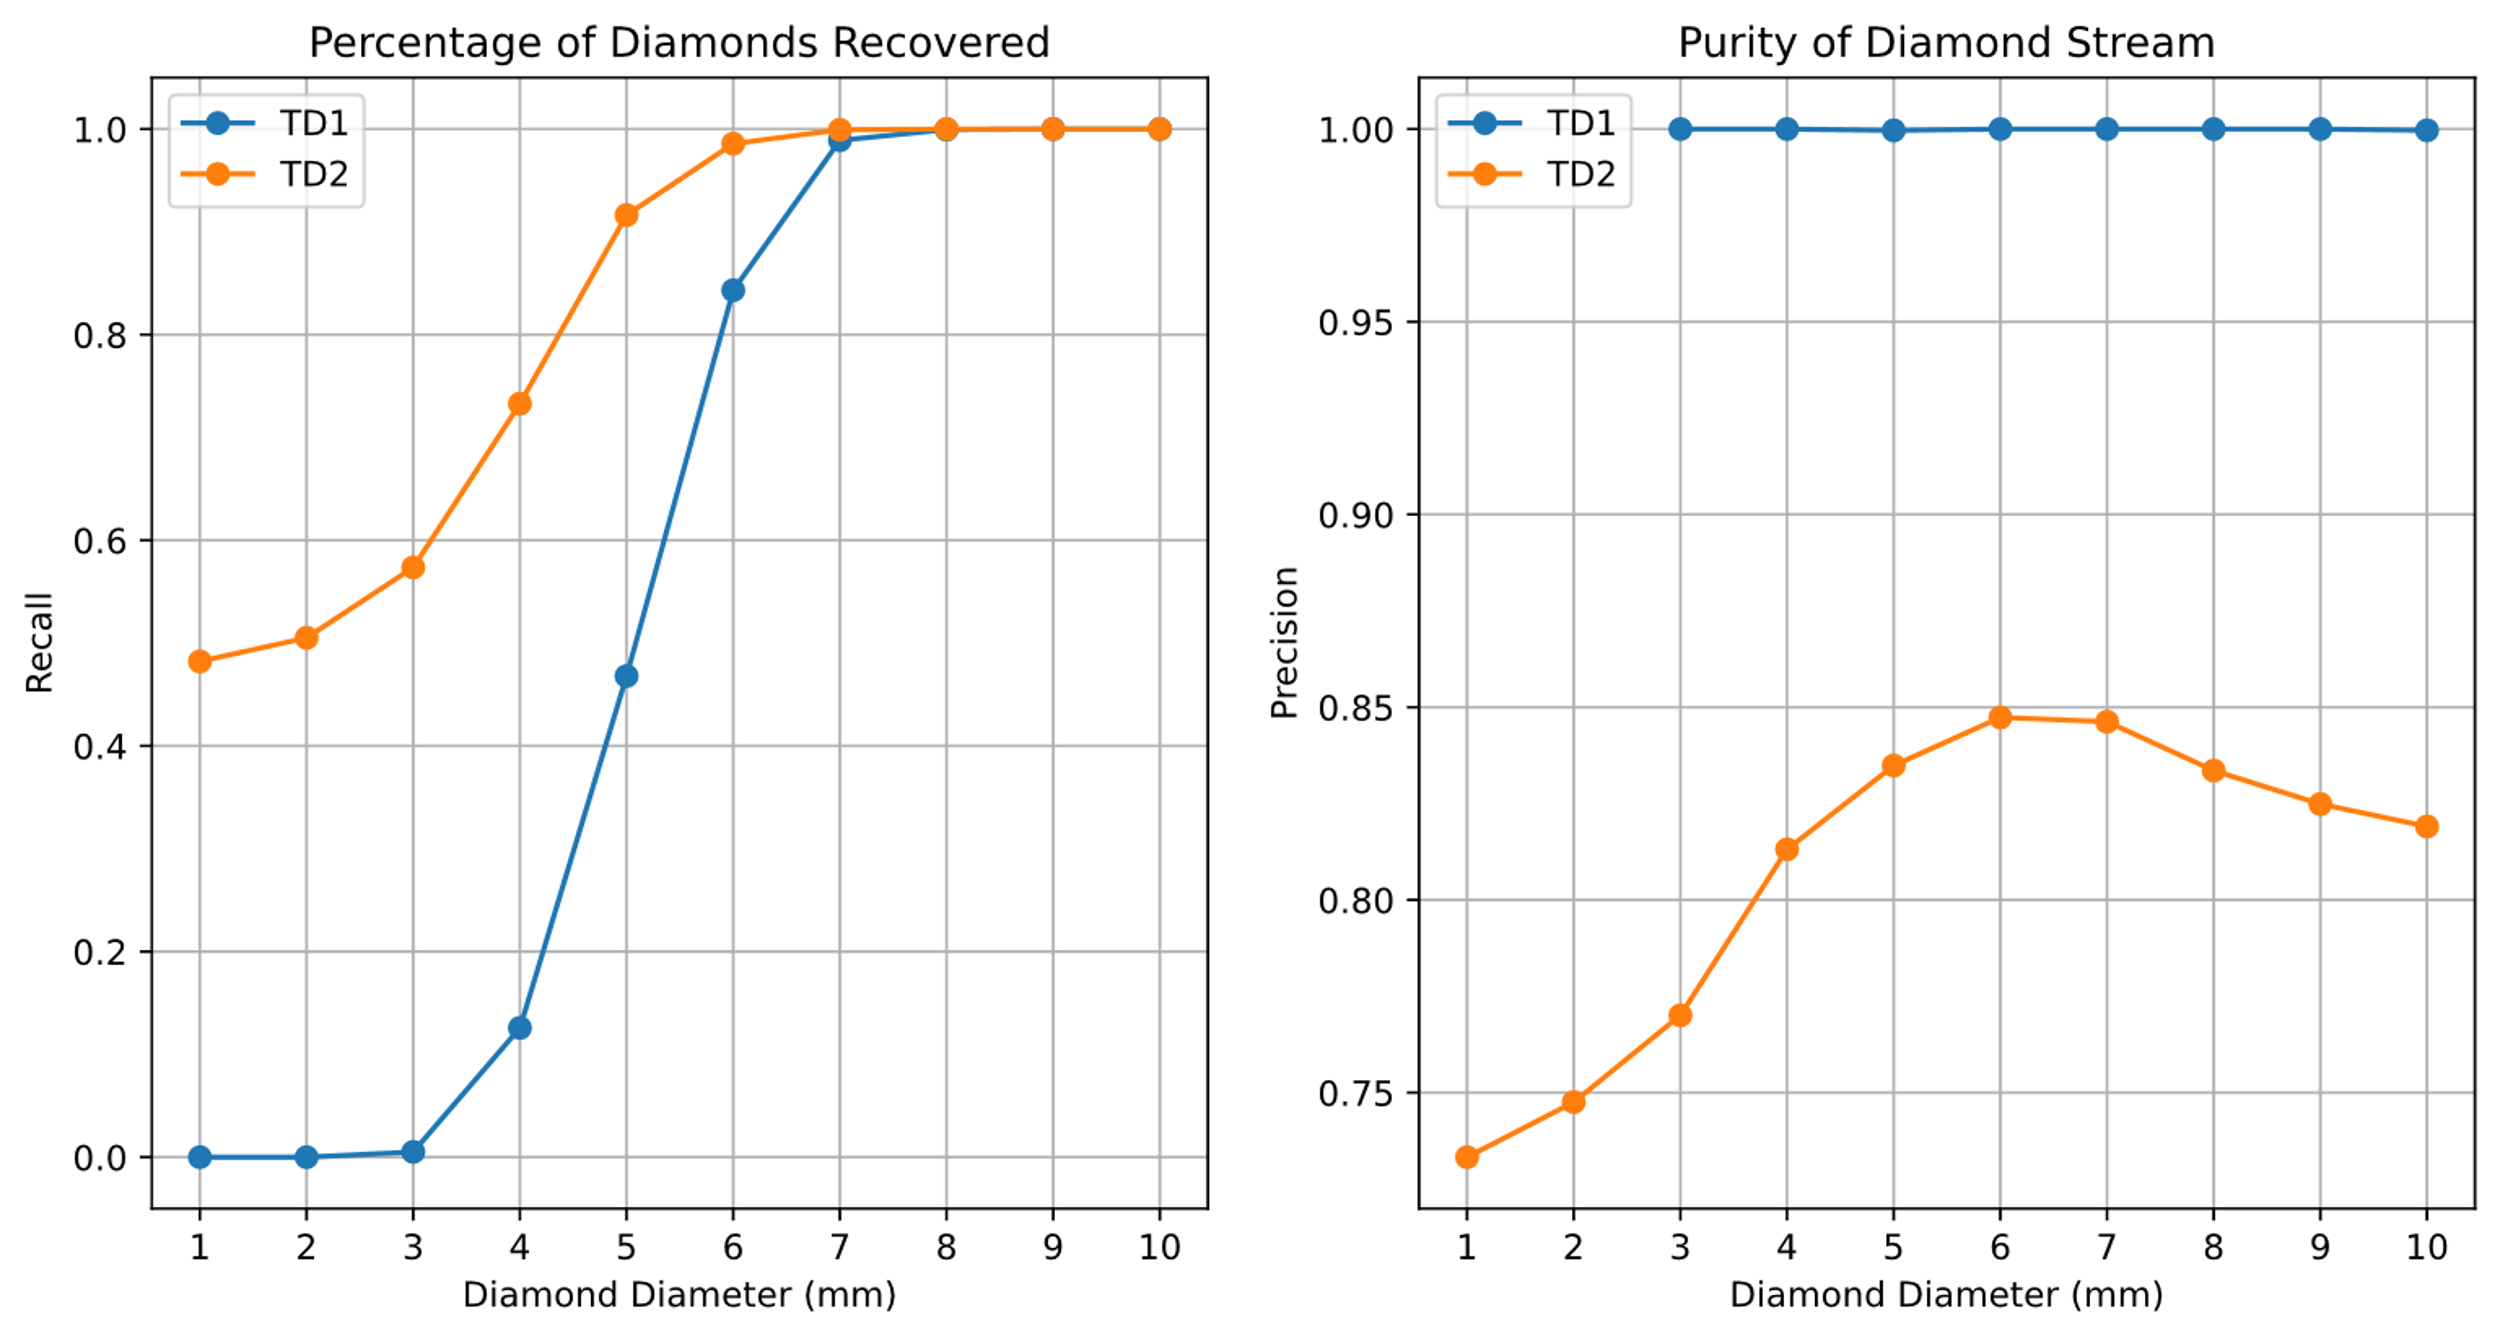 Percentage of Diamonds Recovered
TD1
TD2
1.0
0.8
0.6
0.4
0.2
0.0
Recall
1 2 3 4 5 6 7 8 9 10
Diamond Diameter (mm)
Purity of Diamond Stream
TD1
TD2
1.00
0.95
0.90
0.85
0.80
0.75
Precision
1 2 3 4 5 6 7 8 9 10
Diamond Diameter (mm)